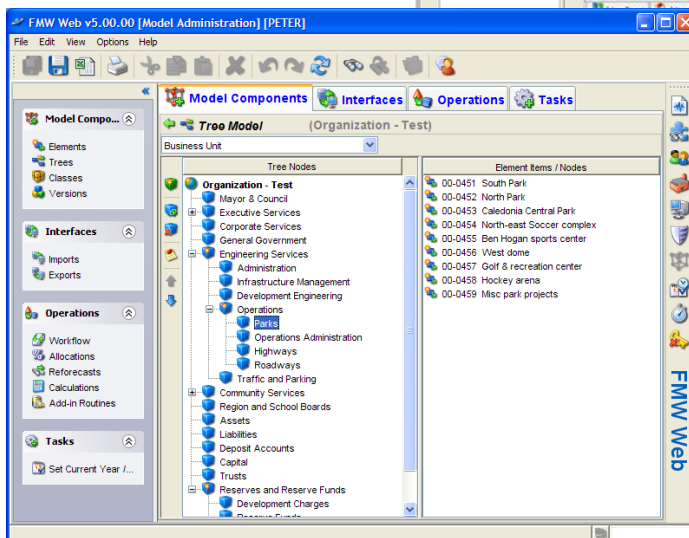 FMW Web v5.00.00 [Model Administration] [PETER]
File Edit View Options Help
Model Components Interfaces Operations Tasks
Tree Model (Organization - Test)
Business Unit
Model Compo...
Elements
Trees
Classes
Versions
Interfaces
Imports
Exports
Operations
Workflow
Allocations
Reforecasts
Calculations
Add-in Routines
Tasks
Set Current Year /...
Tree Nodes
Organization - Test
Mayor & Council
Executive Services
Corporate Services
General Government
Engineering Services
Administration
Infrastructure Management
Development Engineering
Operations
Parks
Operations Administration
Highways
Roadways
Traffic and Parking
Community Services
Region and School Boards
Assets
Liabilities
Deposit Accounts
Capital
Trusts
Reserves and Reserve Funds
Development Charges
Reserve Funds
Element Items / Nodes
00-0451 South Park
00-0452 North Park
00-0453 Caledonia Central Park
00-0454 North-east Soccer complex
00-0455 Ben Hogan sports center
00-0456 West dome
00-0457 Golf & recreation center
00-0458 Hockey arena
00-0459 Misc park projects
FMW Web